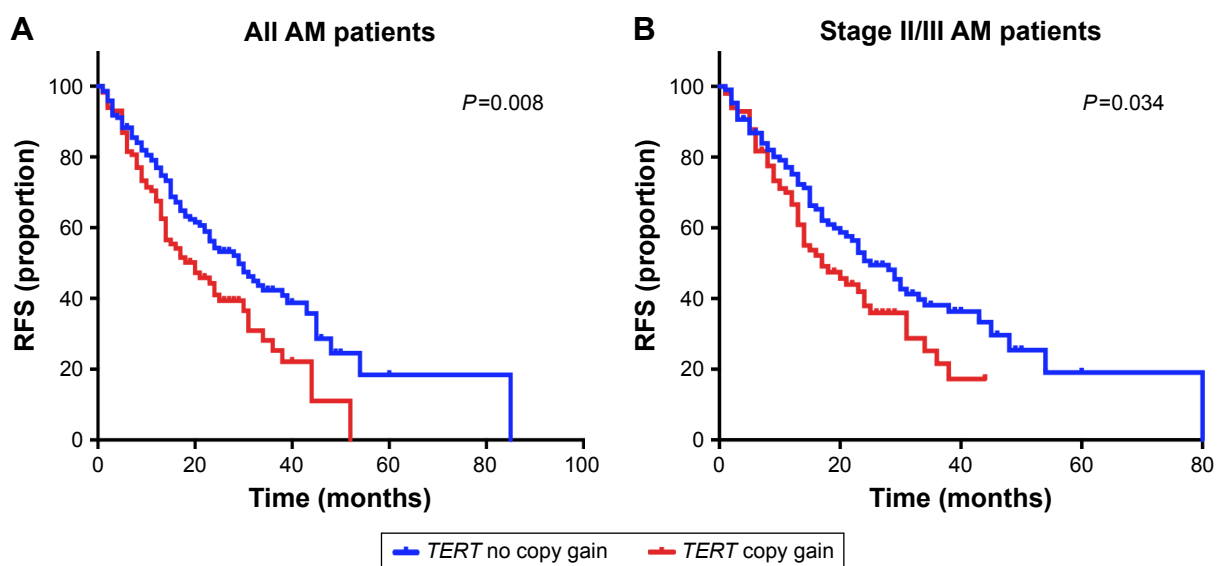 A
All AM patients
P=0.008
RFS (proportion)
100
80
60
40
20
0
0 20 40 60 80 100
Time (months)
B
Stage II/III AM patients
P=0.034
RFS (proportion)
100
80
60
40
20
0
0 20 40 60 80
Time (months)
TERT no copy gain TERT copy gain